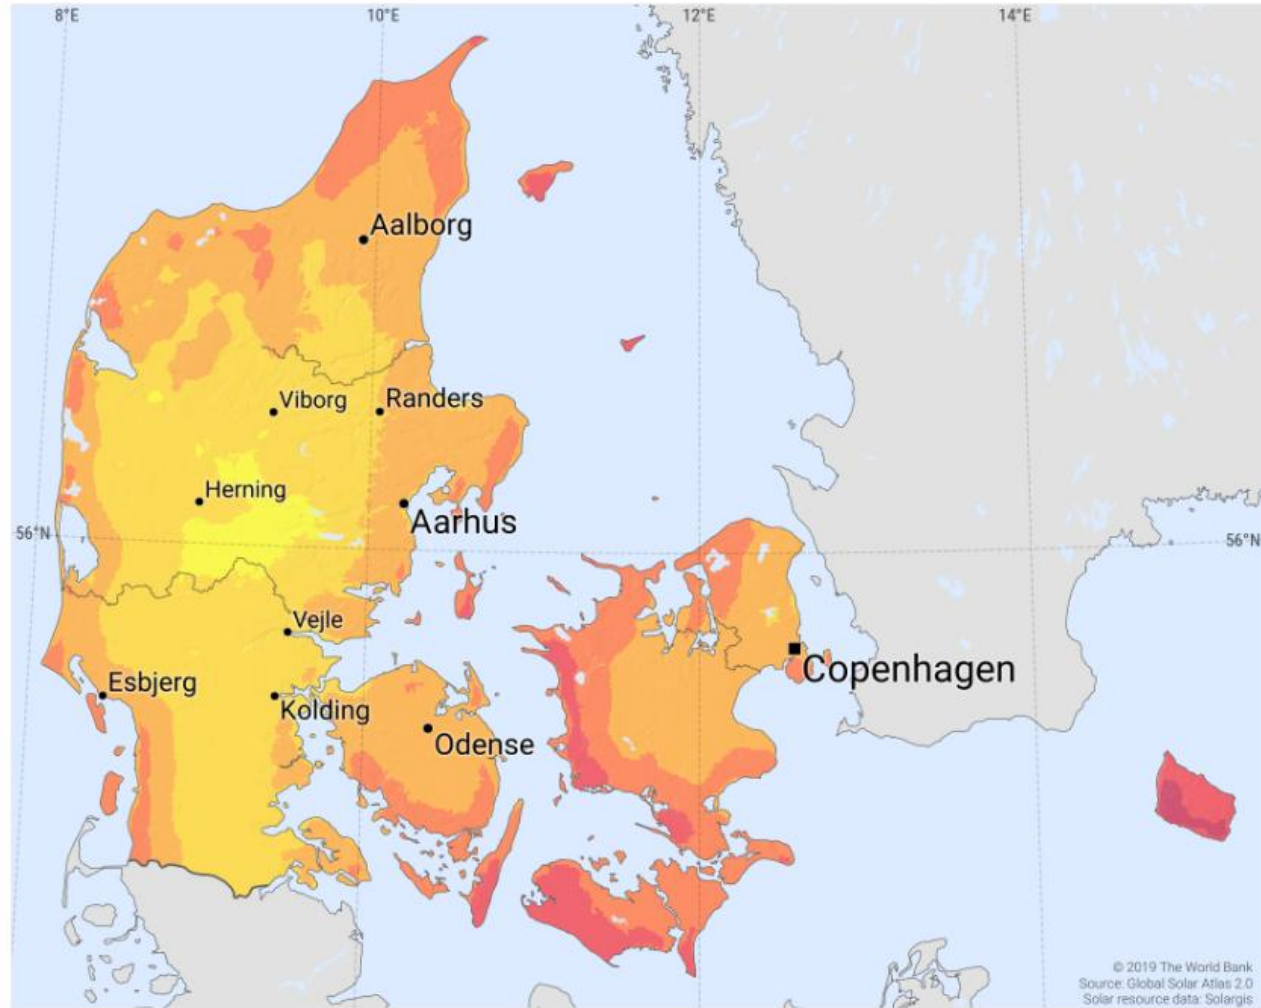 8°E
10°E
12°E
14°E
Aalborg
Viborg
Randers
Herning
Aarhus
56°N
56°N
Vejle
Copenhagen
Esbjerg
Kolding
Odense
© 2019 The World Bank
Source: Global Solar Atlas 2.0
Solar resource data: Solargis